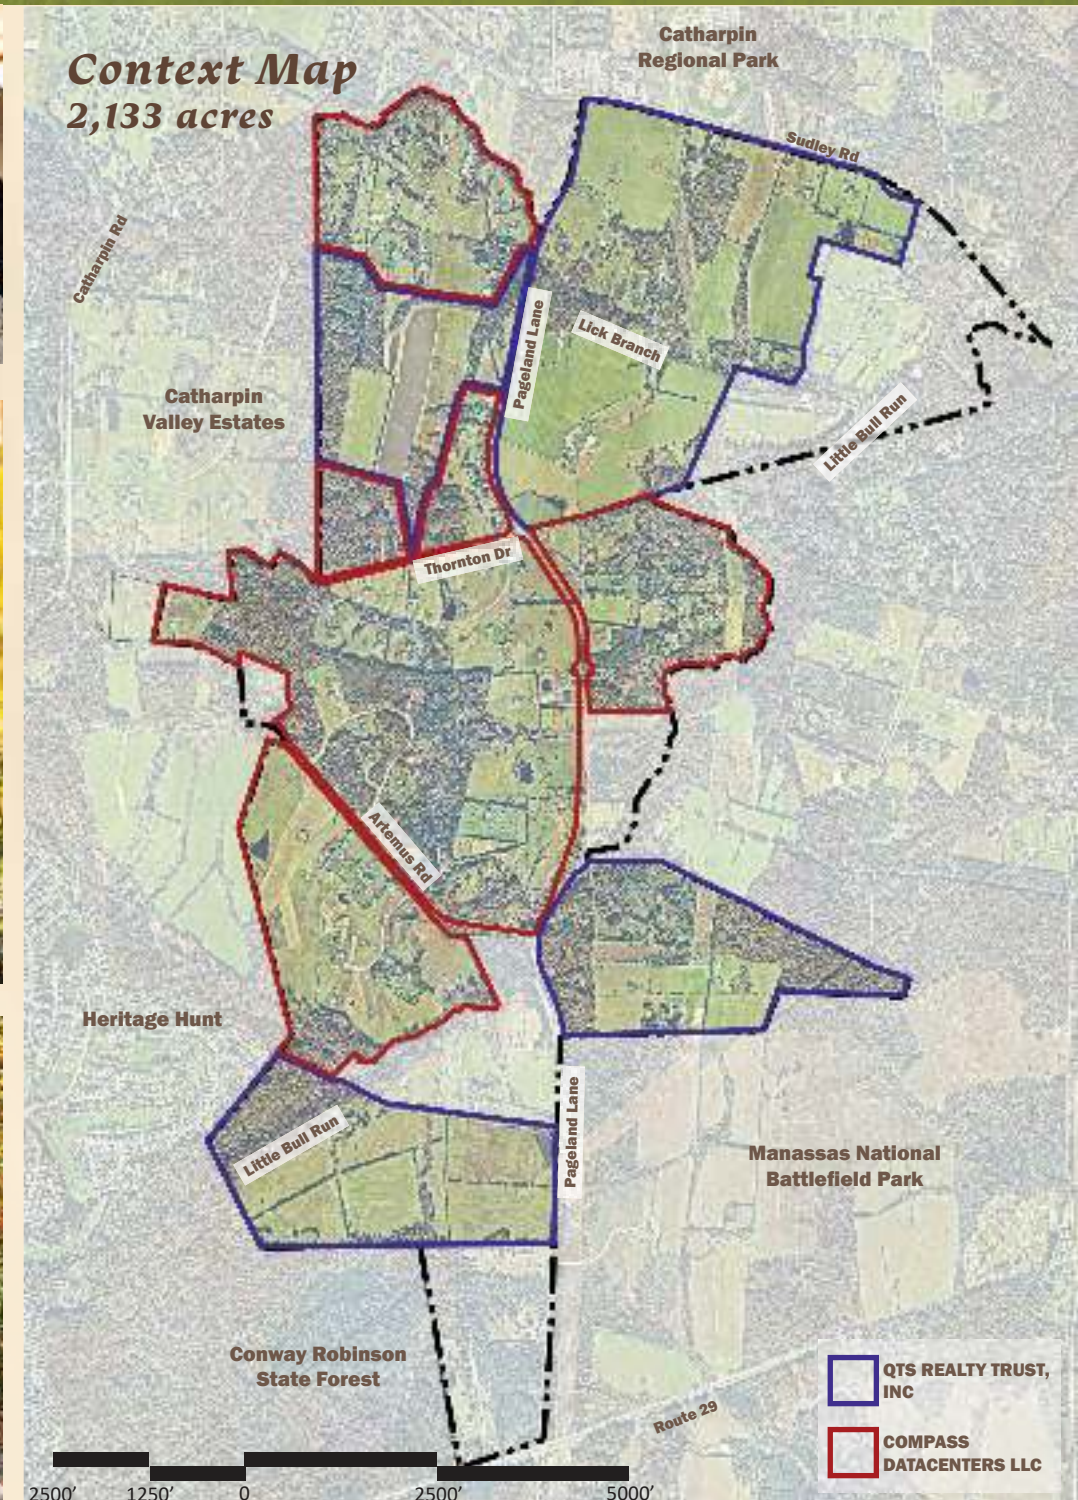 Context Map
2,133 acres
Catharpin
Regional Park
Sudley Rd
Catharpin Rd
Pageland Lane
Lick Branch
Catharpin
Valley Estates
Little Bull Run
Thornton Dr
Artemus Rd
Heritage Hunt
Pageland Lane
Little Bull Run
Manassas National
Battlefield Park
Conway Robinson
State Forest
Route 29
QTS REALTY TRUST,
INC
COMPASS
DATACENTERS LLC
2500' 1250' 0 2500' 5000'